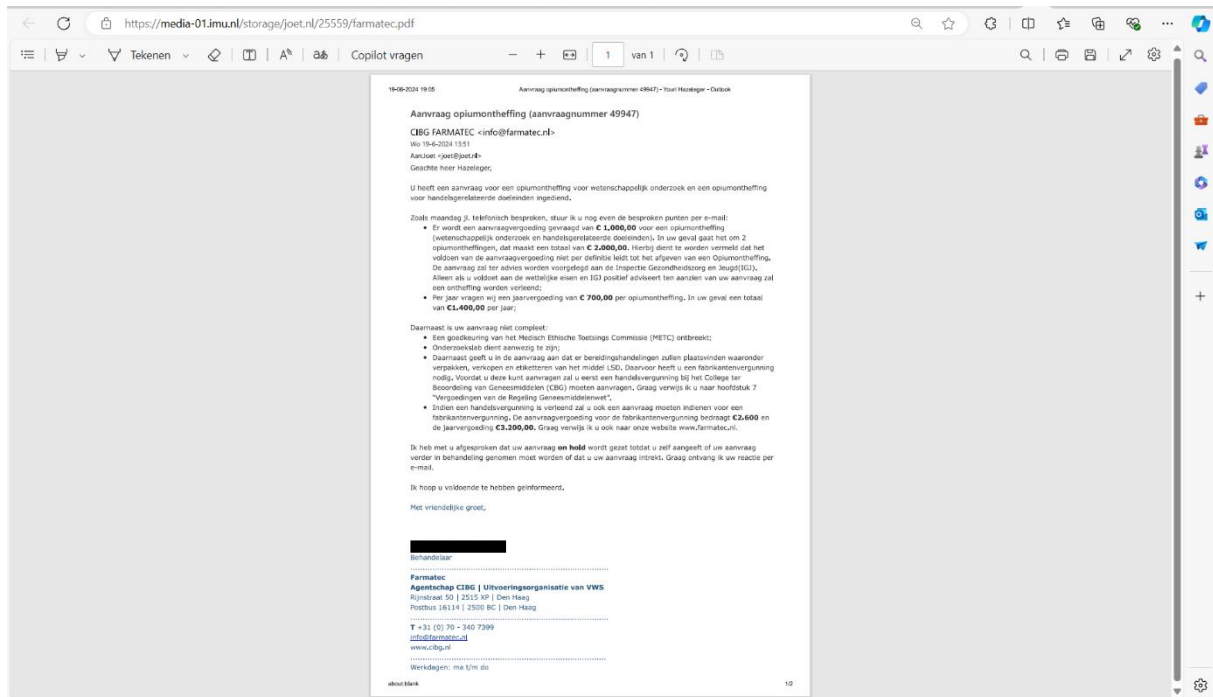 https://media-01.imu.nl/storage/joet.nl/25559/farmatec.pdf
Tekenen
aあ
Copilot vragen
1 van 1
19-06-2024 19:05 Aanvraag opiumontheffing (aanvraagnummer 49947) - Youri Hazeleger - Outlook
Aanvraag opiumontheffing (aanvraagnummer 49947)
CIBG FARMATEC <info@farmatec.nl>
Wo 19-6-2024 13:51
Aan:Joet <joet@joet.nl>
Geachte heer Hazeleger,
U heeft een aanvraag voor een opiumontheffing voor wetenschappelijk onderzoek en een opiumontheffing
voor handelsgerelateerde doeleinden ingediend.
Zoals maandag jl. telefonisch besproken, stuur ik u nog even de besproken punten per e-mail:
• Er wordt een aanvraagvergoeding gevraagd van € 1.000,00 voor een opiumontheffing
(wetenschappelijk onderzoek en handelsgerelateerde doeleinden). In uw geval gaat het om 2
opiumontheffingen, dat maakt een totaal van € 2.000,00. Hierbij dient te worden vermeld dat het
voldoen van de aanvraagvergoeding niet per definitie leidt tot het afgeven van een Opiumontheffing.
De aanvraag zal ter advies worden voorgelegd aan de Inspectie Gezondheidszorg en Jeugd(IGJ).
Alleen als u voldoet aan de wettelijke eisen en IGJ positief adviseert ten aanzien van uw aanvraag zal
een ontheffing worden verleend;
• Per jaar vragen wij een jaarvergoeding van € 700,00 per opiumontheffing. In uw geval een totaal
van €1.400,00 per jaar;
Daarnaast is uw aanvraag niet compleet:
• Een goedkeuring van het Medisch Ethische Toetsings Commissie (METC) ontbreekt;
• Onderzoekslab dient aanwezig te zijn;
• Daarnaast geeft u in de aanvraag aan dat er bereidingshandelingen zullen plaatsvinden waaronder
verpakken, verkopen en etiketteren van het middel LSD. Daarvoor heeft u een fabrikantenvergunning
nodig. Voordat u deze kunt aanvragen zal u eerst een handelsvergunning bij het College ter
Beoordeling van Geneesmiddelen (CBG) moeten aanvragen. Graag verwijs ik u naar hoofdstuk 7
"Vergoedingen van de Regeling Geneesmiddelenwet".
• Indien een handelsvergunning is verleend zal u ook een aanvraag moeten indienen voor een
fabrikantenvergunning. De aanvraagvergoeding voor de fabrikantenvergunning bedraagt €2.600 en
de jaarvergoeding €3.200,00. Graag verwijs ik u ook naar onze website www.farmatec.nl.
Ik heb met u afgesproken dat uw aanvraag on hold wordt gezet totdat u zelf aangeeft of uw aanvraag
verder in behandeling genomen moet worden of dat u uw aanvraag intrekt. Graag ontvang ik uw reactie per
e-mail.
Ik hoop u voldoende te hebben geinformeerd.
Met vriendelijke groet,
Behandelaar
Farmatec
Agentschap CIBG | Uitvoeringsorganisatie van VWS
Rijnstraat 50 | 2515 XP | Den Haag
Postbus 16114 | 2500 BC | Den Haag
T +31 (0) 70 - 340 7399
info@farmatec.nl
www.cibg.nl
Werkdagen: ma t/m do
about:blank 1/2